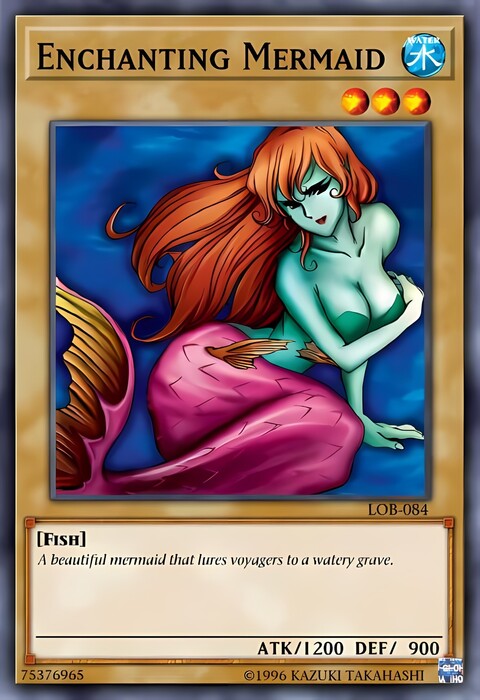 Enchanting Mermaid
WATER
水
LOB-084
[Fish]
A beautiful mermaid that lures voyagers to a watery grave.
ATK/1200 DEF/ 900
75376965
©1996 KAZUKI TAKAHASHI